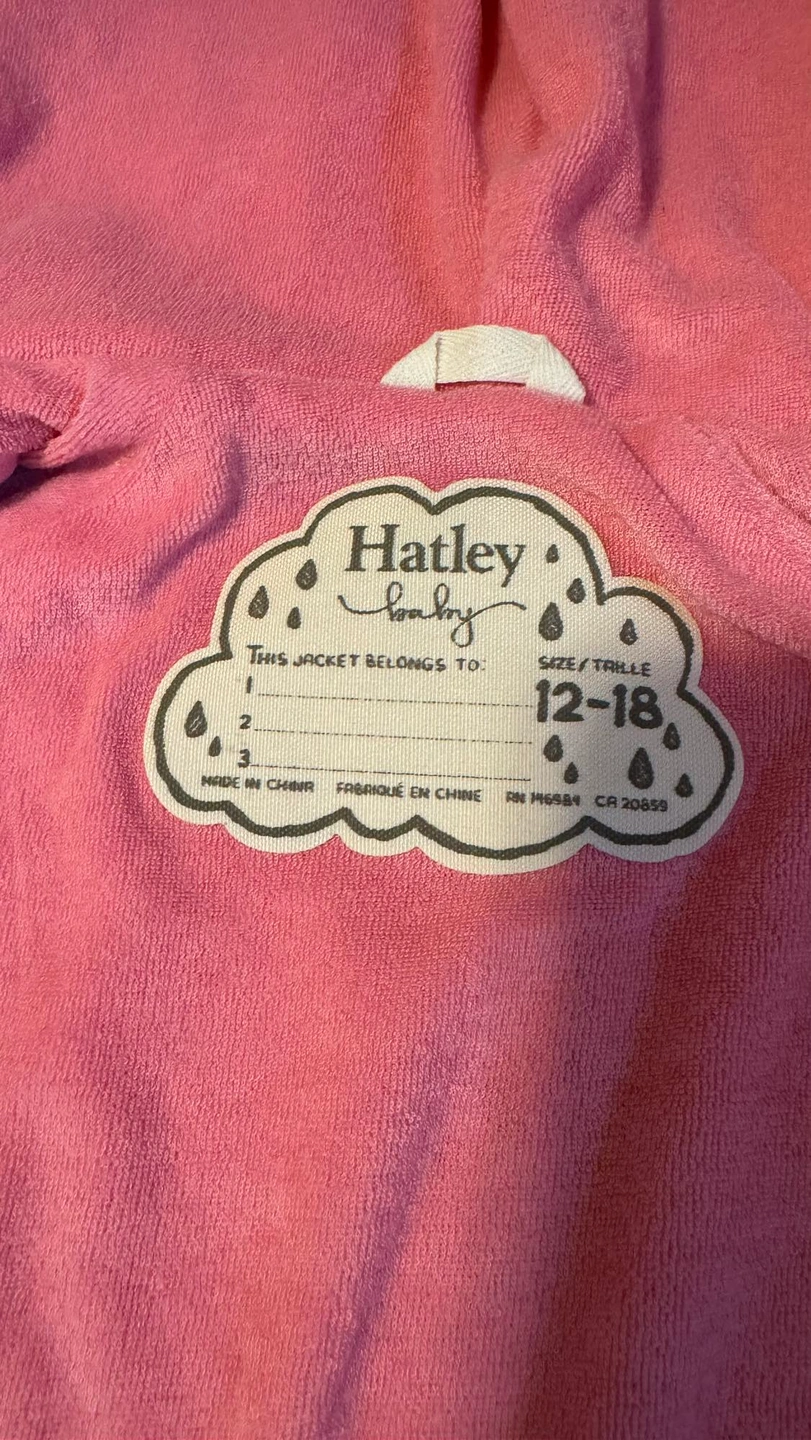 Hatley
baby
THIS JACKET BELONGS TO:
SIZE/TAILLE
1
12-18
2
3
MADE IN CHINA FABRIQUÉ EN CHINE RN 146984 CA 20859